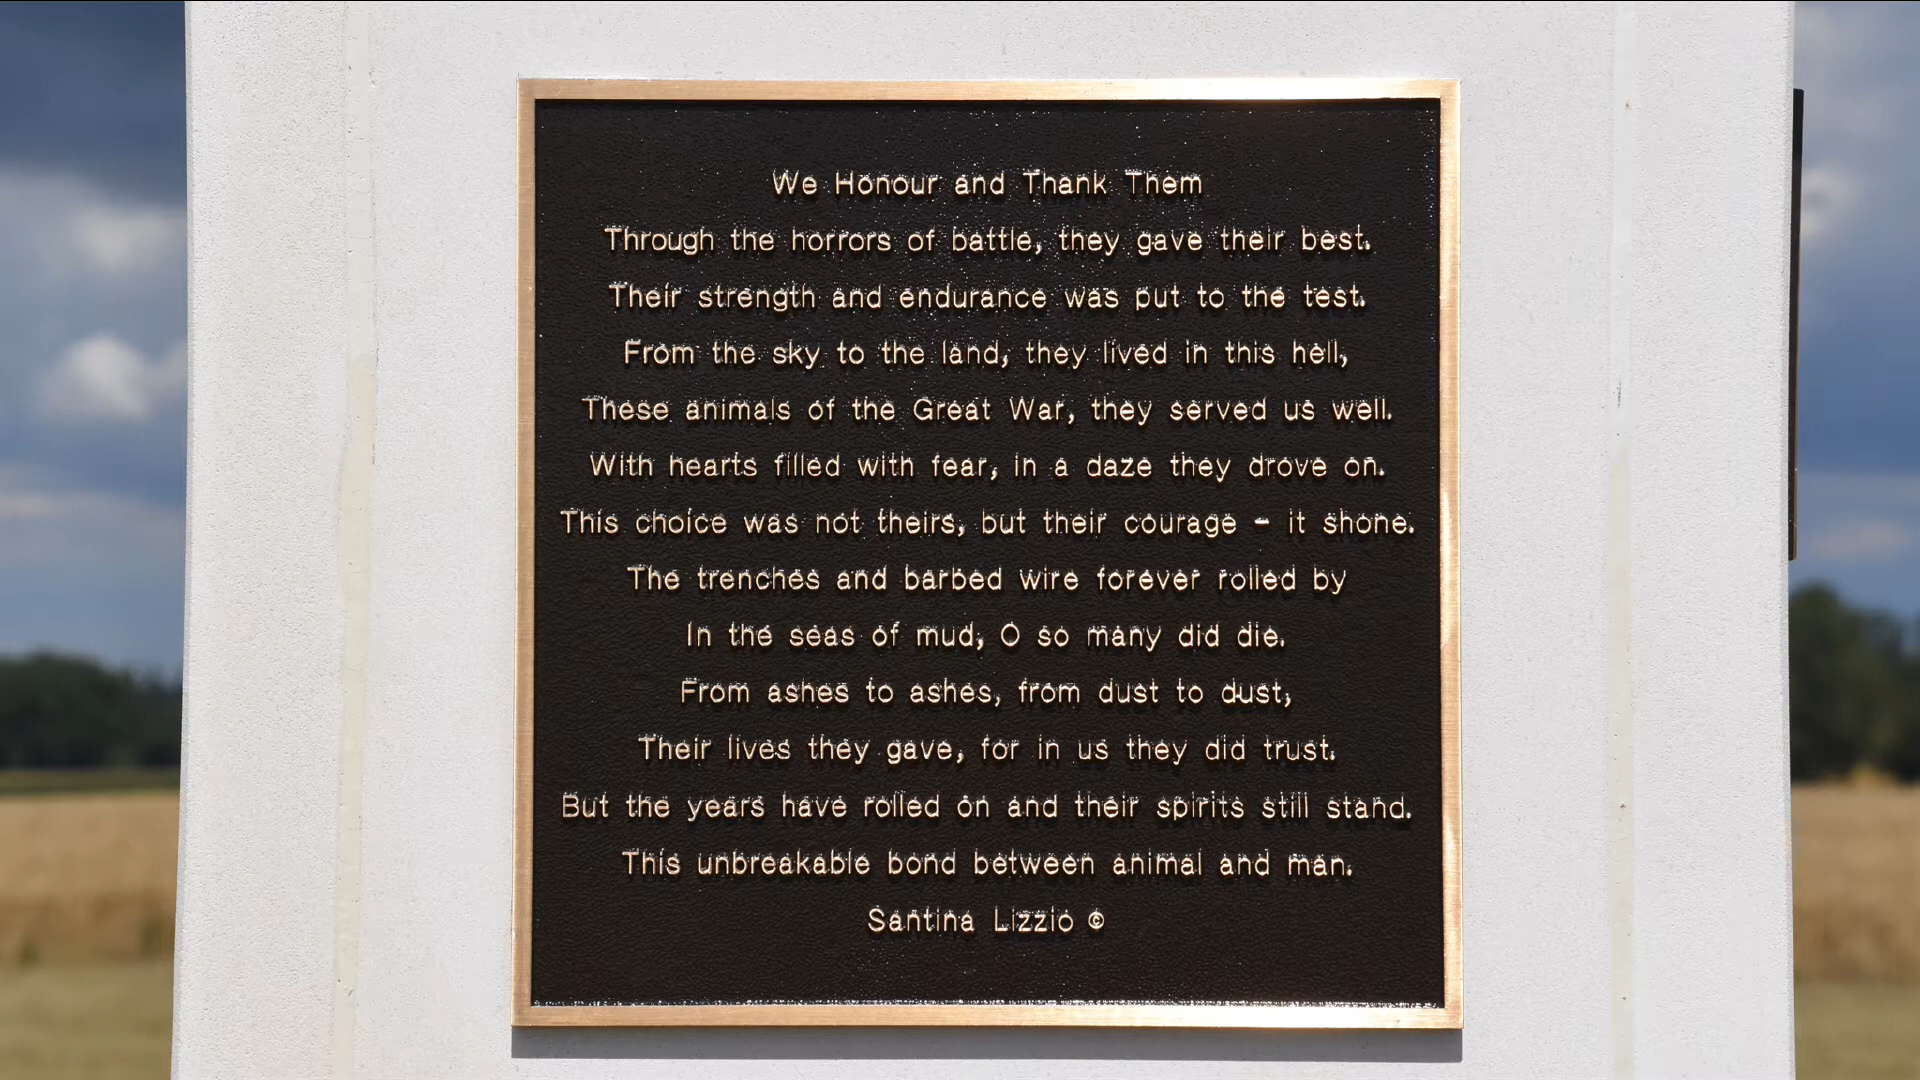 We Honour and Thank Them
Through the horrors of battle, they gave their best.
Their strength and endurance was put to the test.
From the sky to the land, they lived in this hell,
These animals of the Great War, they served us well.
With hearts filled with fear, in a daze they drove on.
This choice was not theirs, but their courage - it shone.
The trenches and barbed wire forever rolled by
In the seas of mud, O so many did die.
From ashes to ashes, from dust to dust,
Their lives they gave, for in us they did trust.
But the years have rolled on and their spirits still stand.
This unbreakable bond between animal and man.
Santina Lizzio ©